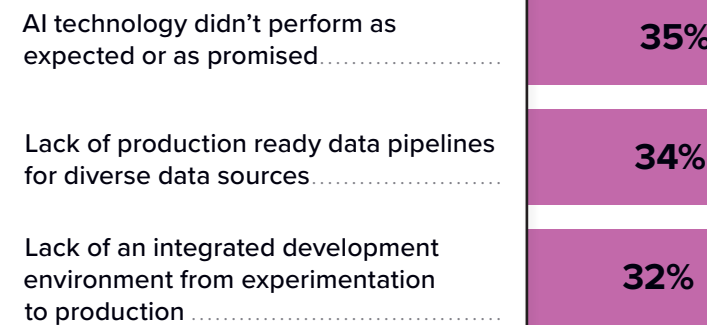 AI technology didn’t perform as
expected or as promised....................... 35%
Lack of production ready data pipelines
for diverse data sources........................ 34%
Lack of an integrated development
environment from experimentation
to production ....................................... 32%